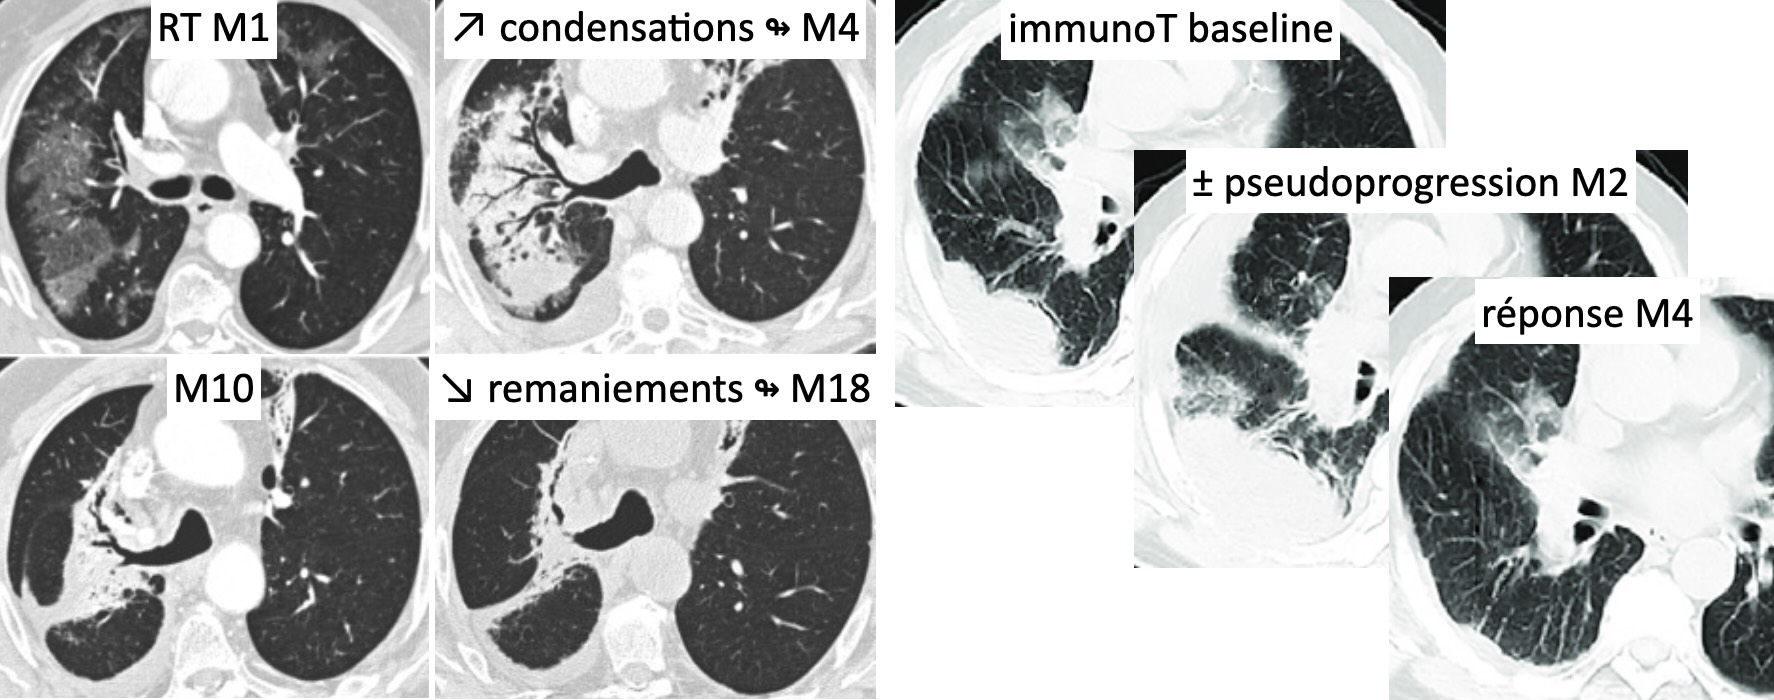 RT M1
↗ condensations ↬ M4
M10
↘ remaniements ↬ M18
immunoT baseline
± pseudoprogression M2
réponse M4